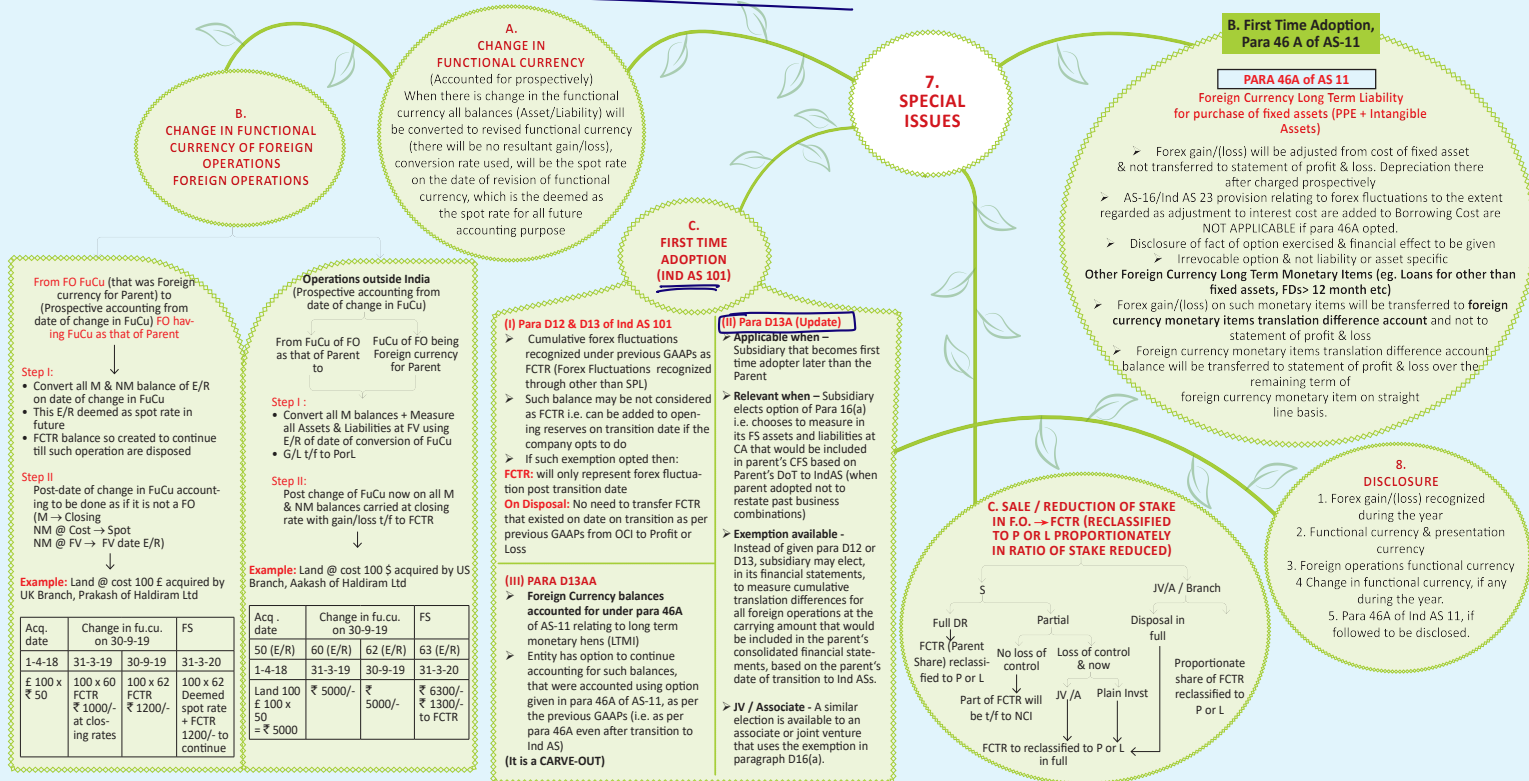 7.
SPECIAL
ISSUES
A.
CHANGE IN
FUNCTIONAL CURRENCY
(Accounted for prospectively)
When there is change in the functional
currency all balances (Asset/Liability) will
be converted to revised functional currency
(there will be no resultant gain/loss),
conversion rate used, will be the spot rate
on the date of revision of functional
currency, which is the deemed as
the spot rate for all future
accounting purpose
B.
CHANGE IN FUNCTIONAL
CURRENCY OF FOREIGN
OPERATIONS
FOREIGN OPERATIONS
From FO FuCu (that was Foreign
currency for Parent) to
(Prospective accounting from
date of change in FuCu) FO hav-
ing FuCu as that of Parent
Step I:
• Convert all M & NM balance of E/R
on date of change in FuCu
• This E/R deemed as spot rate in
future
• FCTR balance so created to continue
till such operation are disposed
Step II
Post-date of change in FuCu account-
ing to be done as if it is not a FO
(M → Closing
NM @ Cost → Spot
NM @ FV → FV date E/R)
Example: Land @ cost 100 £ acquired by
UK Branch, Prakash of Haldiram Ltd
Acq.
date
Change in fu.cu.
on 30-9-19
FS
1-4-18
31-3-19
30-9-19
31-3-20
£ 100 x
₹ 50
100 x 60
FCTR
₹ 1000/-
at clos-
ing rates
100 x 62
FCTR
₹ 1200/-
100 x 62
Deemed
spot rate
+ FCTR
1200/- to
continue
Operations outside India
(Prospective accounting from
date of change in FuCu)
From FuCu of FO
as that of Parent
to
FuCu of FO being
Foreign currency
for Parent
Step I :
• Convert all M balances + Measure
all Assets & Liabilities at FV using
E/R of date of conversion of FuCu
• G/L t/f to PorL
Step II:
Post change of FuCu now on all M
& NM balances carried at closing
rate with gain/loss t/f to FCTR
Example: Land @ cost 100 $ acquired by US
Branch, Aakash of Haldiram Ltd
Acq .
date
Change in fu.cu.
on 30-9-19
FS
50 (E/R)
60 (E/R)
62 (E/R)
63 (E/R)
1-4-18
31-3-19
30-9-19
31-3-20
Land 100
£ 100 x
50
= ₹ 5000
₹ 5000/-
₹
5000/-
₹ 6300/-
₹ 1300/-
to FCTR
C.
FIRST TIME
ADOPTION
(IND AS 101)
(I) Para D12 & D13 of Ind AS 101
➢ Cumulative forex fluctuations
recognized under previous GAAPs as
FCTR (Forex Fluctuations recognized
through other than SPL)
➢ Such balance may be not considered
as FCTR i.e. can be added to open-
ing reserves on transition date if the
company opts to do
➢ If such exemption opted then:
FCTR: will only represent forex fluctua-
tion post transition date
On Disposal: No need to transfer FCTR
that existed on date on transition as per
previous GAAPs from OCI to Profit or
Loss
(III) PARA D13AA
➢ Foreign Currency balances
accounted for under para 46A
of AS-11 relating to long term
monetary hens (LTMI)
➢ Entity has option to continue
accounting for such balances,
that were accounted using option
given in para 46A of AS-11, as per
the previous GAAPs (i.e. as per
para 46A even after transition to
Ind AS)
(It is a CARVE-OUT)
(II) Para D13A (Update)
➢ Applicable when –
Subsidiary that becomes first
time adopter later than the
Parent
➢ Relevant when – Subsidiary
elects option of Para 16(a)
i.e. chooses to measure in
its FS assets and liabilities at
CA that would be included
in parent's CFS based on
Parent's DoT to IndAS (when
parent adopted not to
restate past business
combinations)
➢ Exemption available -
Instead of given para D12 or
D13, subsidiary may elect,
in its financial statements,
to measure cumulative
translation differences for
all foreign operations at the
carrying amount that would
be included in the parent's
consolidated financial state-
ments, based on the parent's
date of transition to Ind ASs.
➢ JV / Associate - A similar
election is available to an
associate or joint venture
that uses the exemption in
paragraph D16(a).
B. First Time Adoption,
Para 46 A of AS-11
PARA 46A of AS 11
Foreign Currency Long Term Liability
for purchase of fixed assets (PPE + Intangible
Assets)
➢ Forex gain/(loss) will be adjusted from cost of fixed asset
& not transferred to statement of profit & loss. Depreciation there
after charged prospectively
➢ AS-16/Ind AS 23 provision relating to forex fluctuations to the extent
regarded as adjustment to interest cost are added to Borrowing Cost are
NOT APPLICABLE if para 46A opted.
➢ Disclosure of fact of option exercised & financial effect to be given
➢ Irrevocable option & not liability or asset specific
Other Foreign Currency Long Term Monetary Items (eg. Loans for other than
fixed assets, FDs> 12 month etc)
➢ Forex gain/(loss) on such monetary items will be transferred to foreign
currency monetary items translation difference account and not to
statement of profit & loss
➢ Foreign currency monetary items translation difference account
balance will be transferred to statement of profit & loss over the
remaining term of
foreign currency monetary item on straight
line basis.
C. SALE / REDUCTION OF STAKE
IN F.O. → FCTR (RECLASSIFIED
TO P OR L PROPORTIONATELY
IN RATIO OF STAKE REDUCED)
S
JV/A / Branch
Full DR
Partial
Disposal in
full
FCTR (Parent
Share) reclassi-
fied to P or L
No loss of
control
Loss of control
& now
Proportionate
share of FCTR
reclassified to
P or L
Part of FCTR will
be t/f to NCI
JV /A
Plain Invst
FCTR to reclassified to P or L
in full
8.
DISCLOSURE
1. Forex gain/(loss) recognized
during the year
2. Functional currency & presentation
currency
3. Foreign operations functional currency
4 Change in functional currency, if any
during the year.
5. Para 46A of Ind AS 11, if
followed to be disclosed.